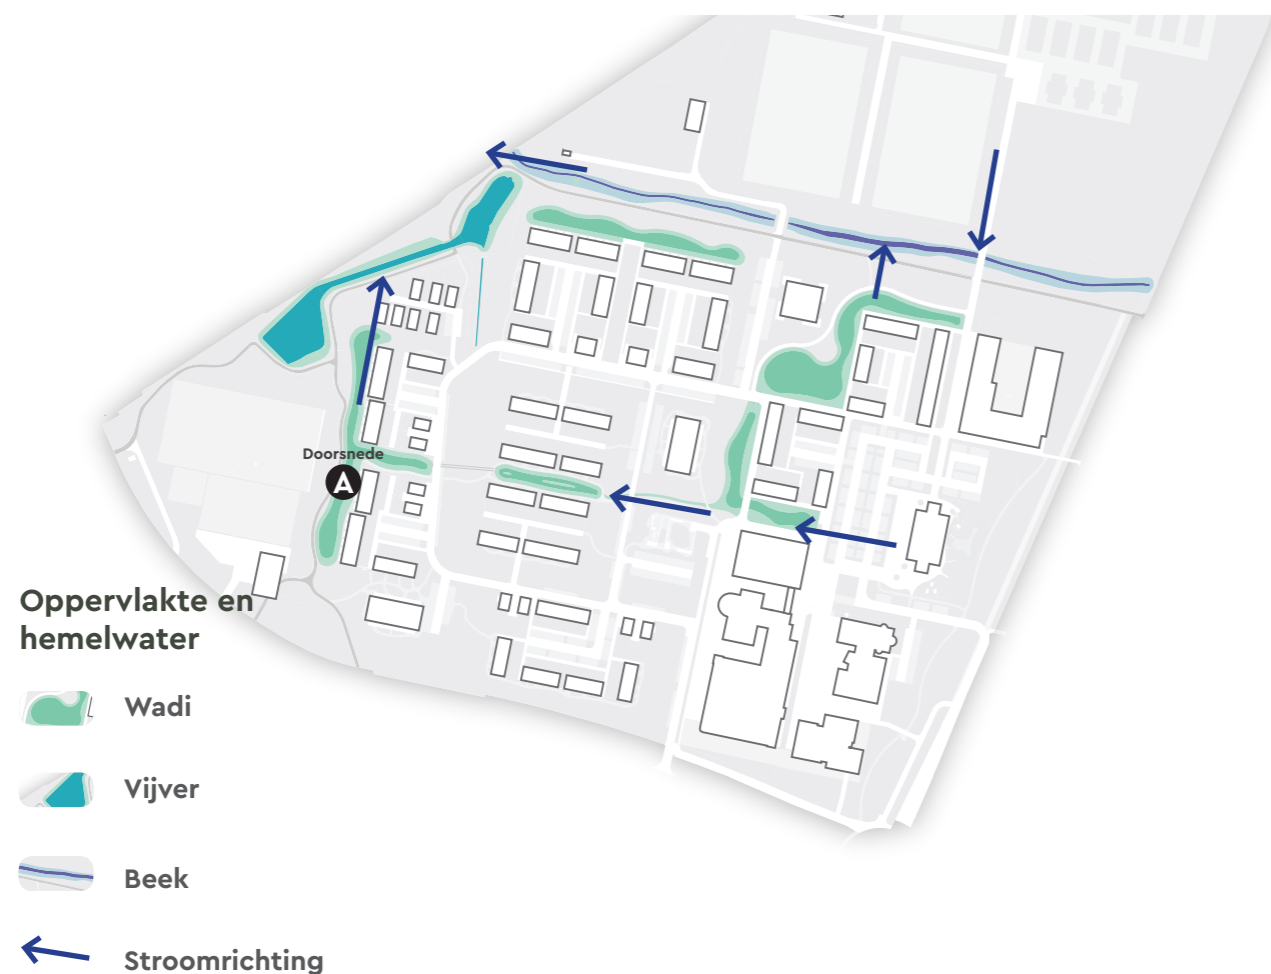 Doorsnede
A
Oppervlakte en
hemelwater
Wadi
Vijver
Beek
Stroomrichting